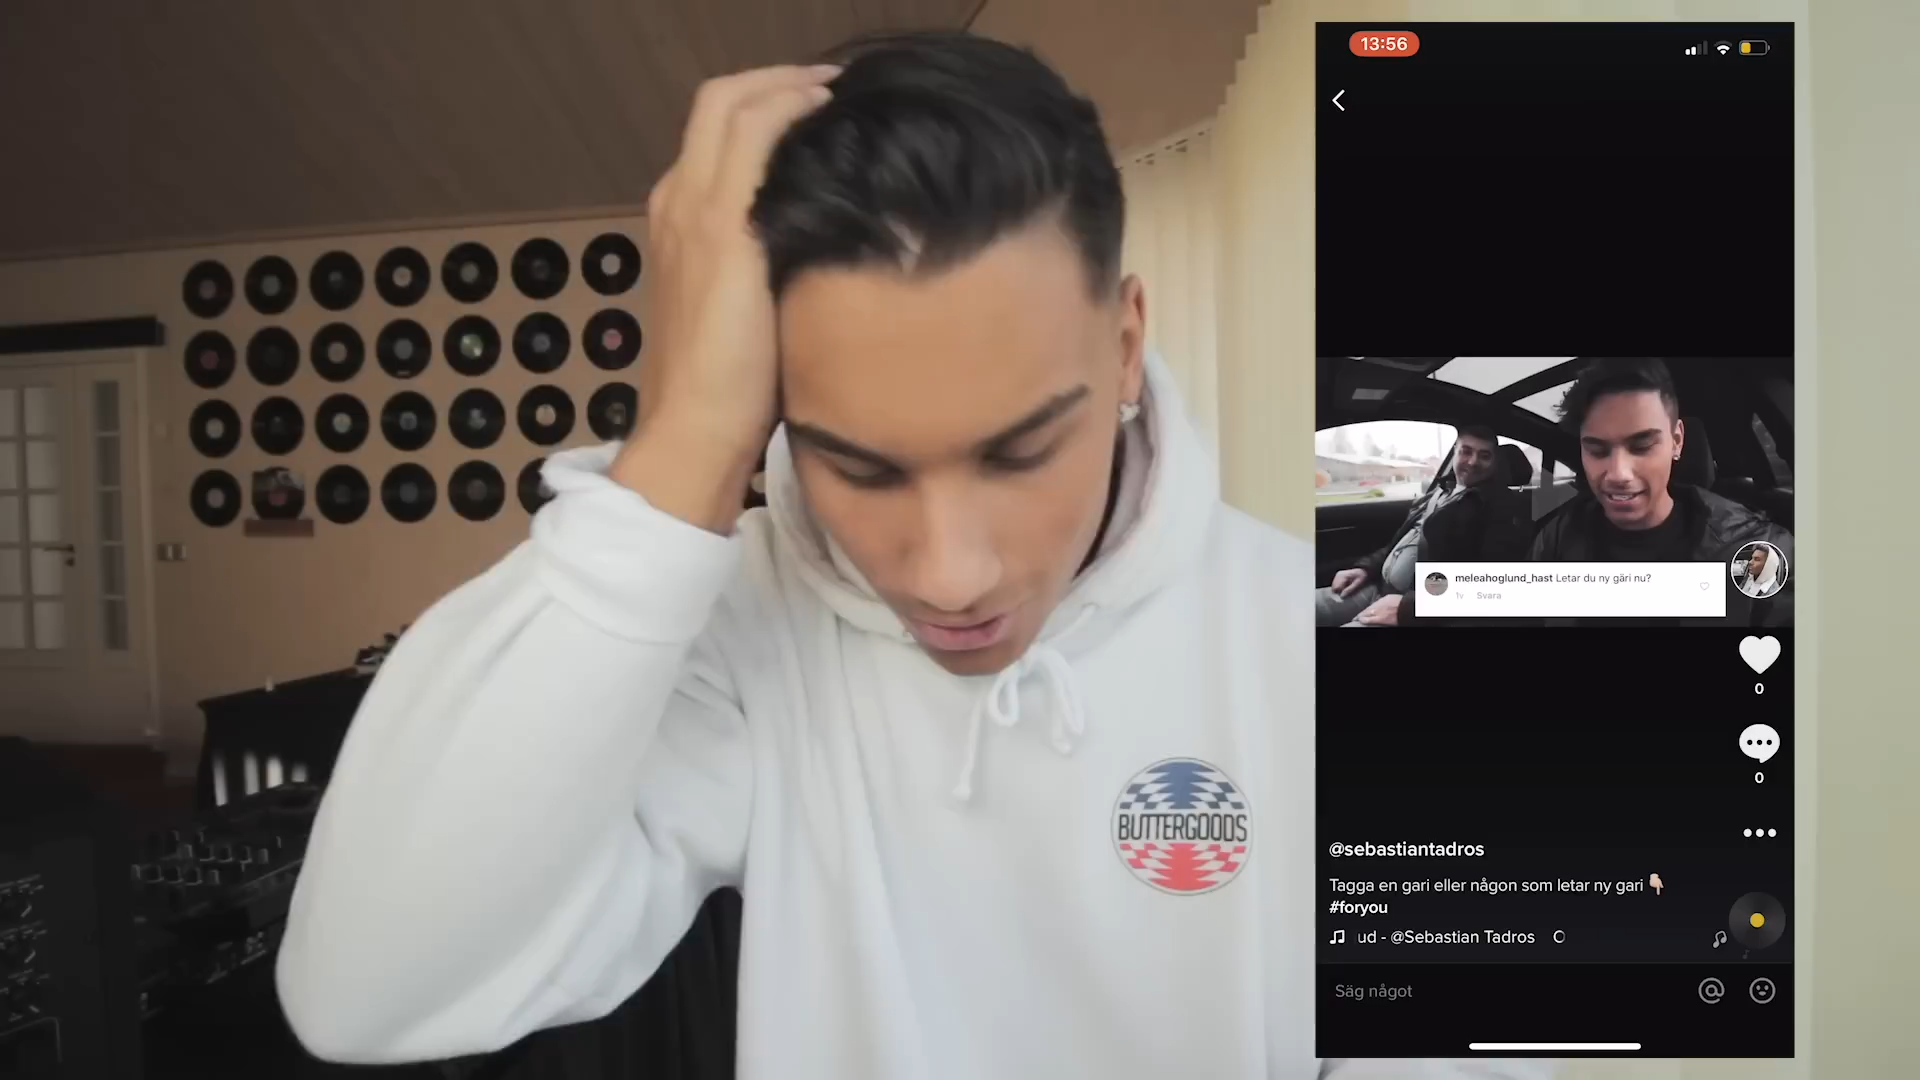 13:56
meleahoglund_hast Letar du ny gäri nu?
1v Svara
BUTTERGOODS
0
0
@sebastiantadros
Tagga en gari eller någon som letar ny gari
#foryou
ud - @Sebastian Tadros
Säg något